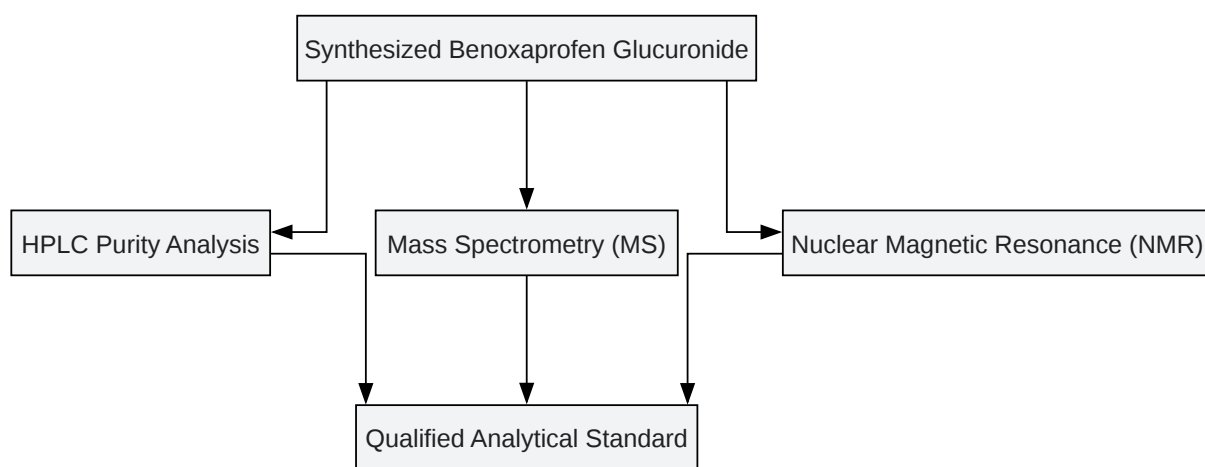 Synthesized Benoxaprofen Glucuronide
HPLC Purity Analysis
Mass Spectrometry (MS)
Nuclear Magnetic Resonance (NMR)
Qualified Analytical Standard